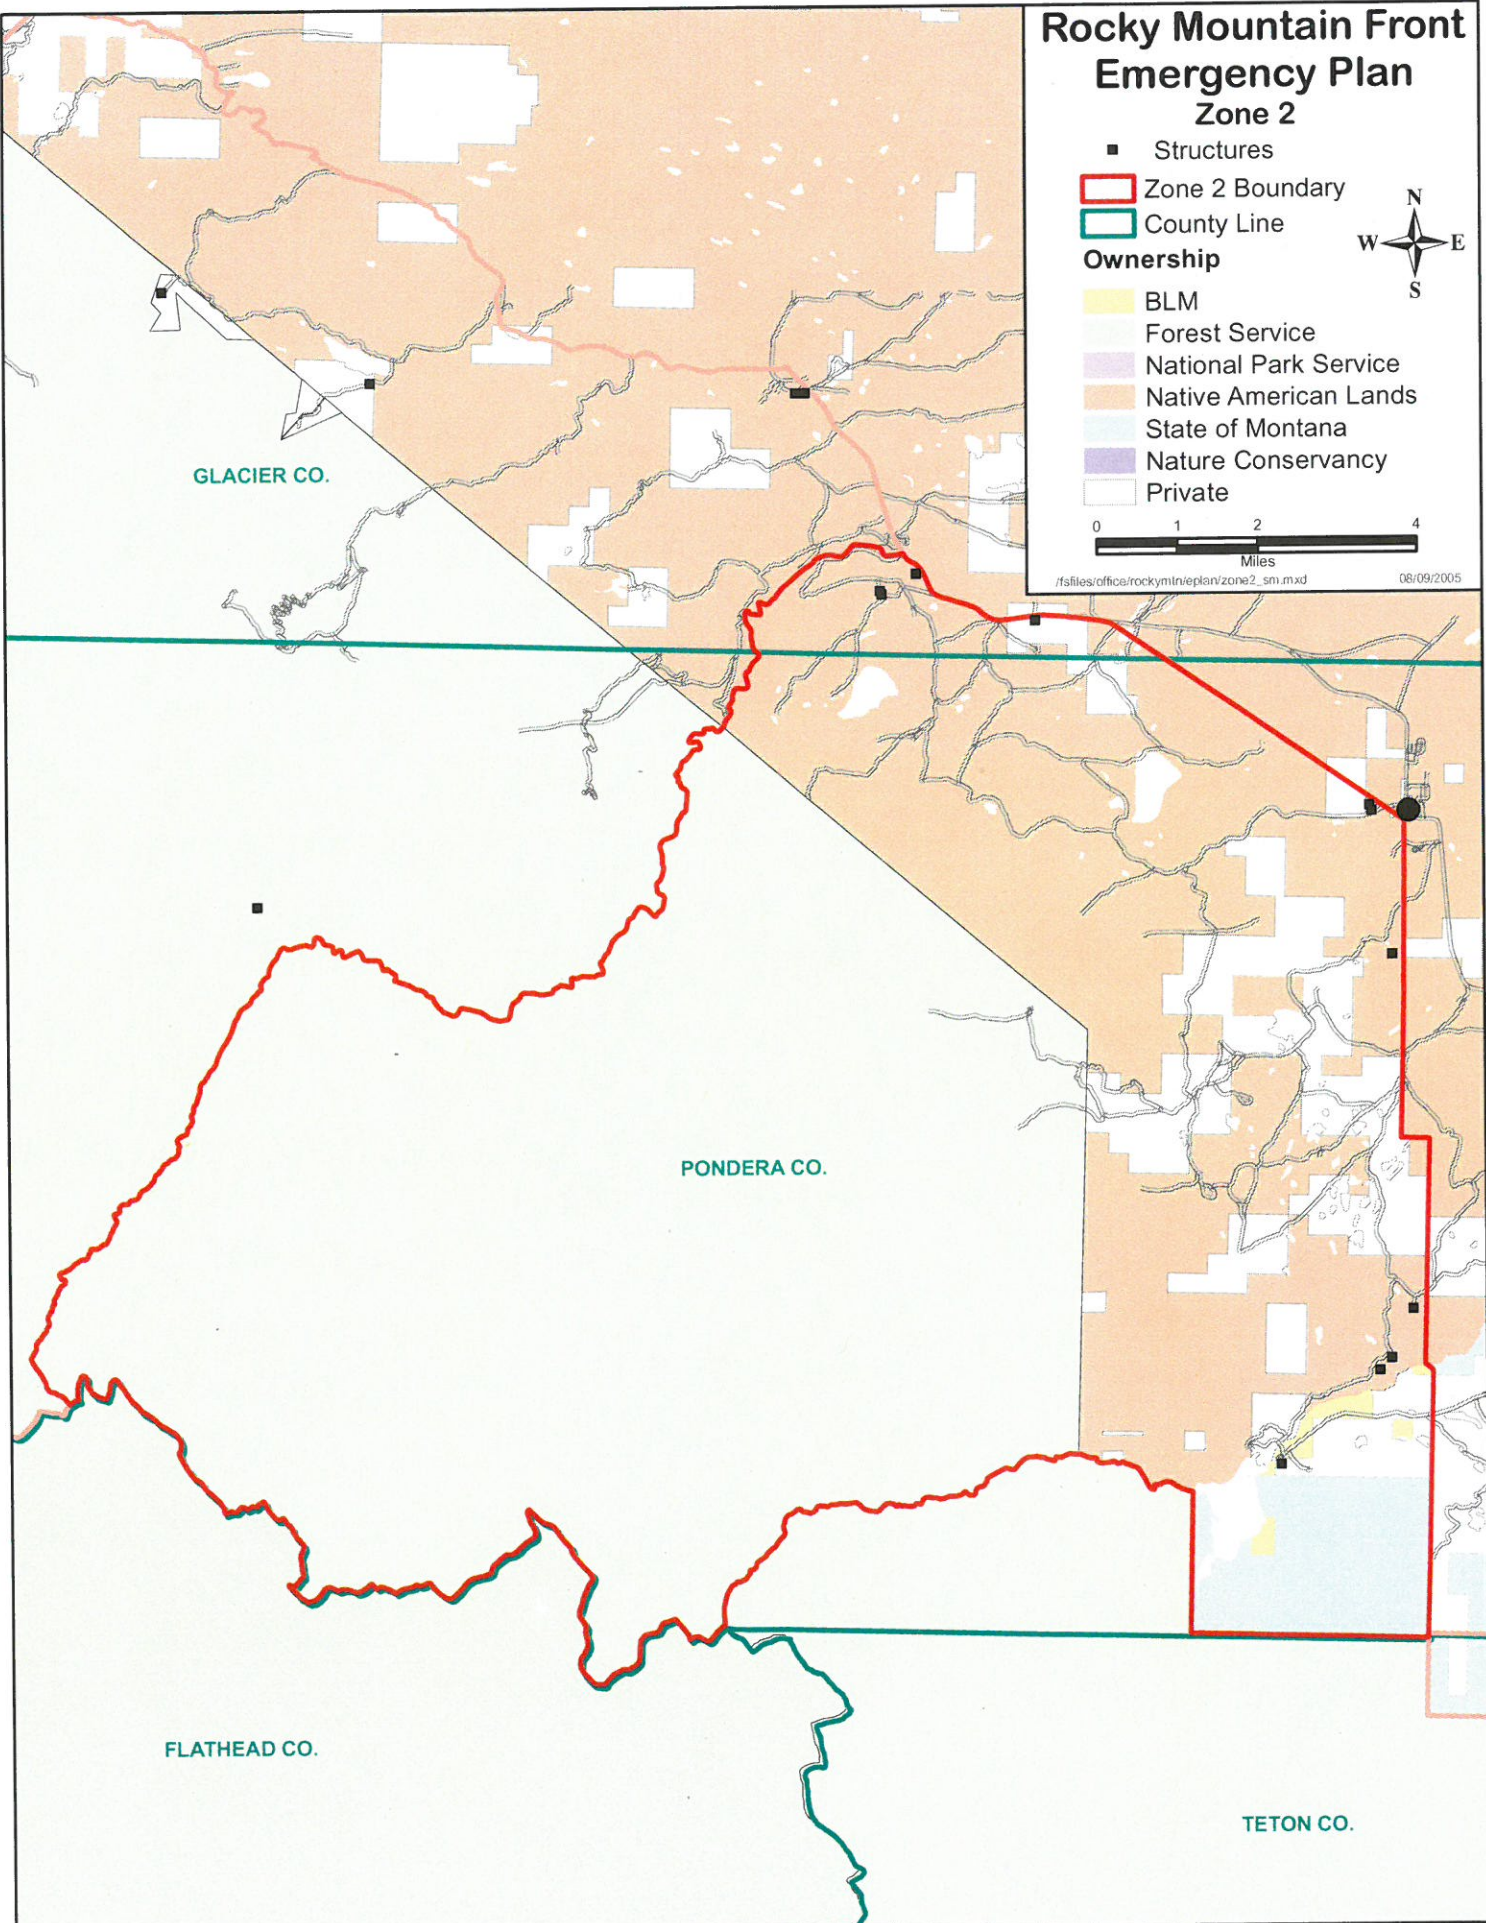 Rocky Mountain Front
Emergency Plan
Zone 2
Structures
Zone 2 Boundary
County Line
Ownership
BLM
Forest Service
National Park Service
Native American Lands
State of Montana
Nature Conservancy
Private
N
W E
S
0 1 2 4
Miles
/fsfiles/office/rockymtn/eplan/zone2_sm.mxd 08/09/2005
GLACIER CO.
PONDERA CO.
FLATHEAD CO.
TETON CO.